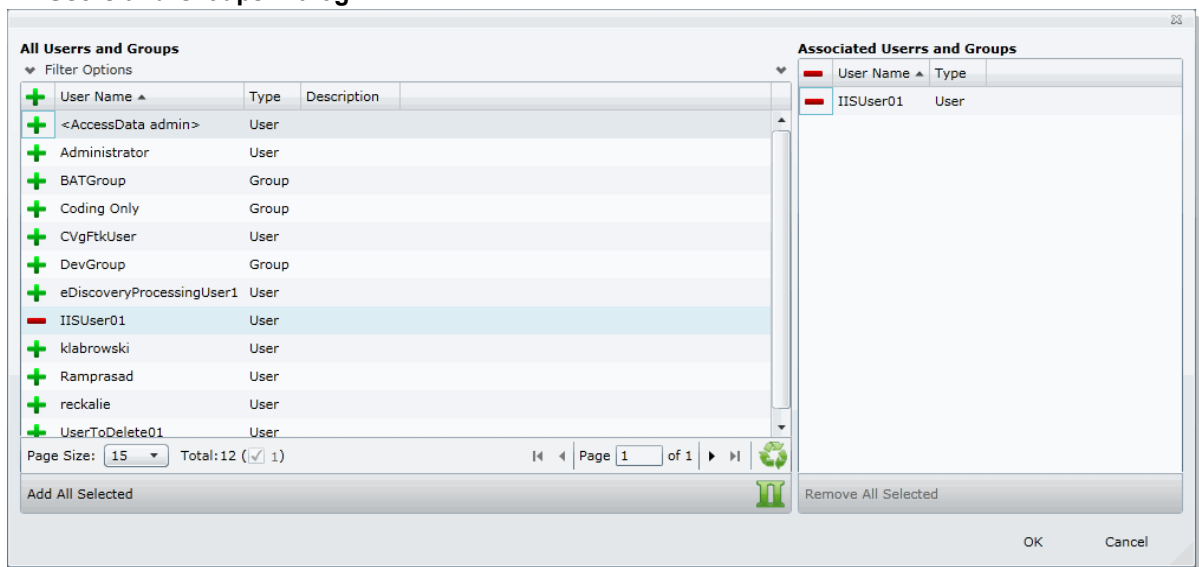 All Userrs and Groups
Filter Options
User Name Type Description
<AccessData admin> User
Administrator User
BATGroup Group
Coding Only Group
CVgFtkUser User
DevGroup Group
eDiscoveryProcessingUser1 User
IISUser01 User
klabrowski User
Ramprasad User
reckalie User
UserToDelete01 User
Page Size: 15 Total:12 (1) Page 1 of 1
Add All Selected
Associated Userrs and Groups
User Name Type
IISUser01 User
Remove All Selected
OK Cancel